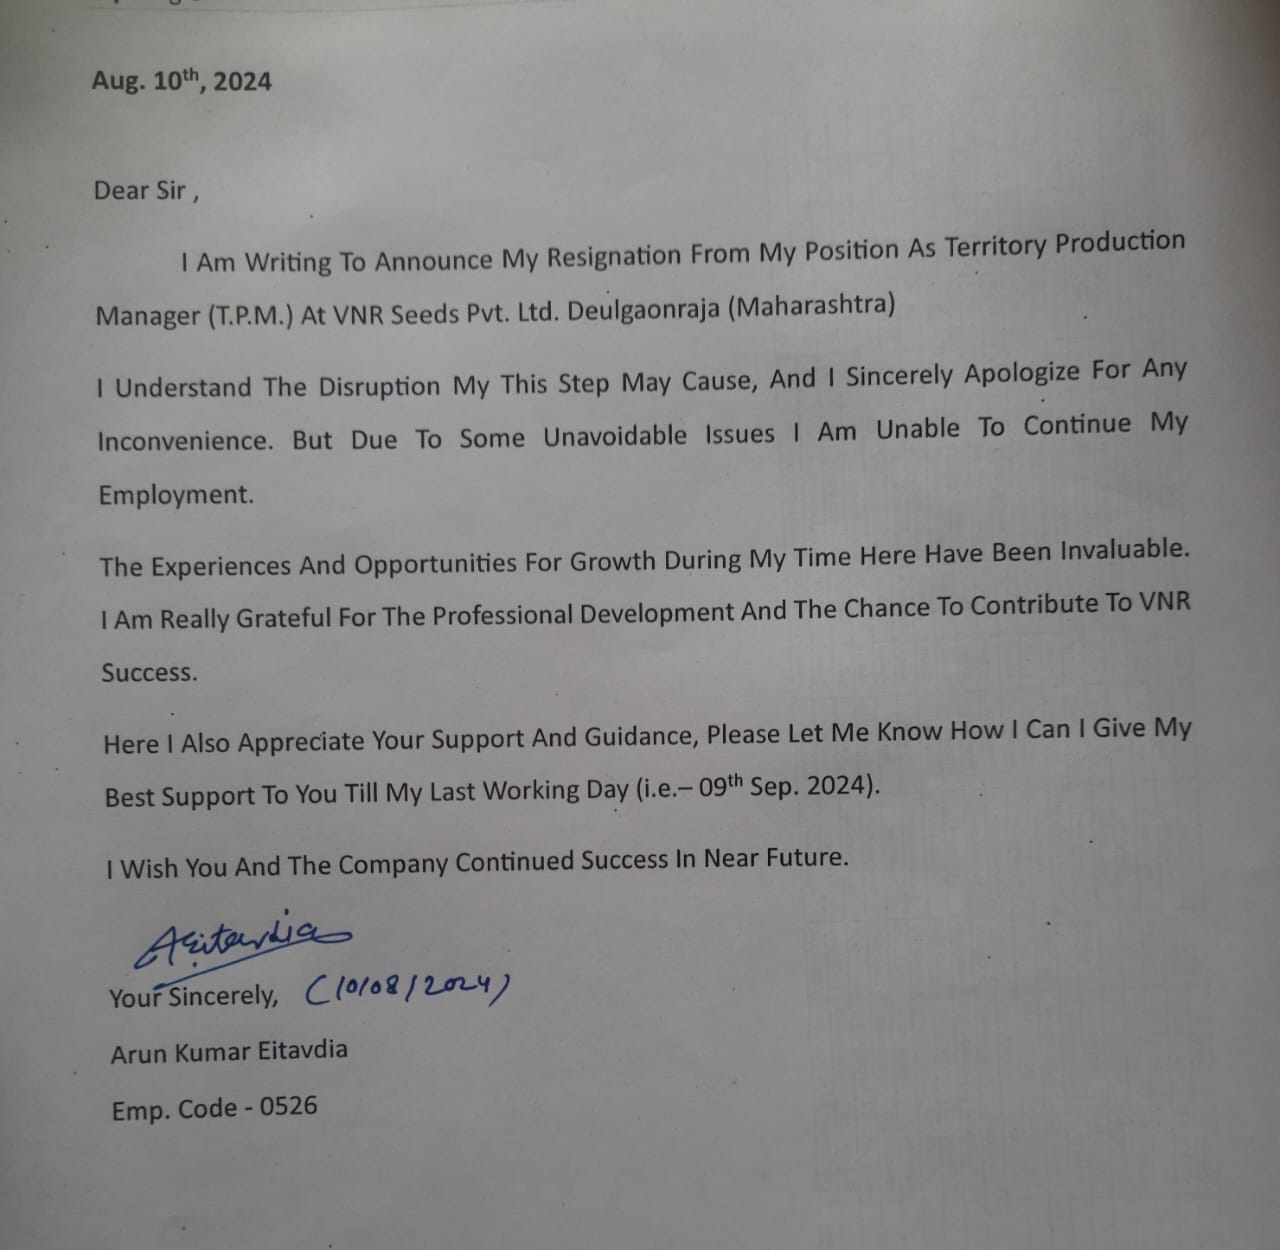 Aug. 10th, 2024
Dear Sir ,
I Am Writing To Announce My Resignation From My Position As Territory Production
Manager (T.P.M.) At VNR Seeds Pvt. Ltd. Deulgaonraja (Maharashtra)
I Understand The Disruption My This Step May Cause, And I Sincerely Apologize For Any
Inconvenience. But Due To Some Unavoidable Issues I Am Unable To Continue My
Employment.
The Experiences And Opportunities For Growth During My Time Here Have Been Invaluable.
I Am Really Grateful For The Professional Development And The Chance To Contribute To VNR
Success.
Here I Also Appreciate Your Support And Guidance, Please Let Me Know How I Can I Give My
Best Support To You Till My Last Working Day (i.e.– 09th Sep. 2024).
I Wish You And The Company Continued Success In Near Future.
AEitavdia
Your Sincerely, (10/08/2024)
Arun Kumar Eitavdia
Emp. Code - 0526